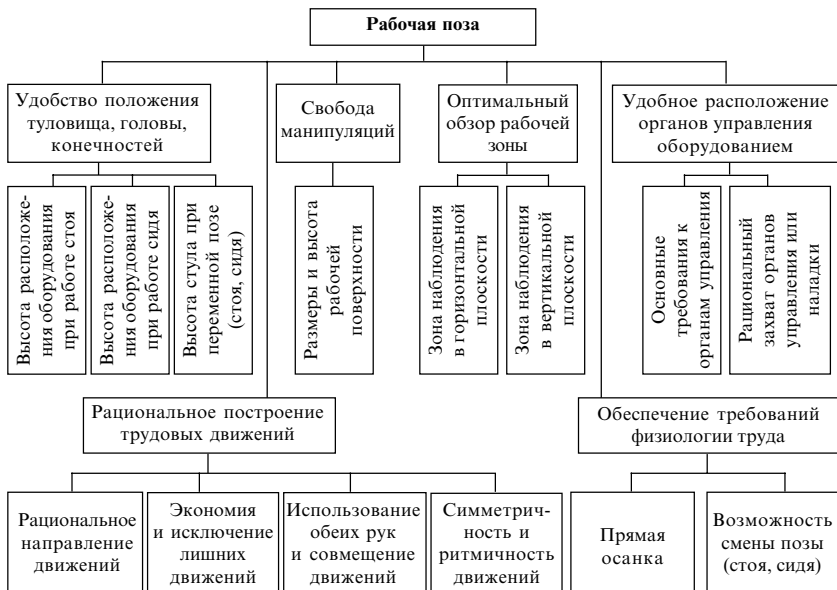 Рабочая поза
Удобство положения
туловища, головы,
конечностей
Свобода
манипуляций
Оптимальный
обзор рабочей
зоны
Удобное расположение
органов управления
оборудованием
Высота расположе-
ния оборудования
при работе стоя
Высота расположе-
ния оборудования
при работе сидя
Высота стула при
переменной позе
(стоя, сидя)
Размеры и высота
рабочей
поверхности
Зона наблюдения
в горизонтальной
плоскости
Зона наблюдения
в вертикальной
плоскости
Основные
требования к
органам управления
Рациональный
захват органов
управления или
наладки
Рациональное построение
трудовых движений
Обеспечение требований
физиологии труда
Рациональное
направление
движений
Экономия
и исключение
лишних
движений
Использование
обеих рук
и совмещение
движений
Симметрич-
ность и
ритмичность
движений
Прямая
осанка
Возможность
смены позы
(стоя, сидя)